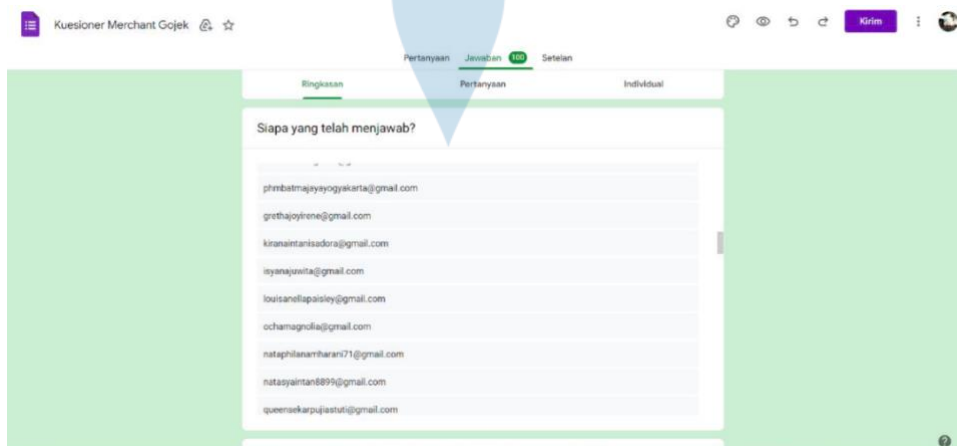 Kuesioner Merchant Gojek
Kirim
Pertanyaan Jawaban 100 Setelan
Ringkasan Pertanyaan Individual
Siapa yang telah menjawab?
phmbatmajayayogyakarta@gmail.com
grethajoyirene@gmail.com
kiranaintanisadora@gmail.com
isyanajuwita@gmail.com
louisanellapaisley@gmail.com
ochamagnolia@gmail.com
nataphilanamharani71@gmail.com
natasyaintan8899@gmail.com
queensekarpujiastuti@gmail.com